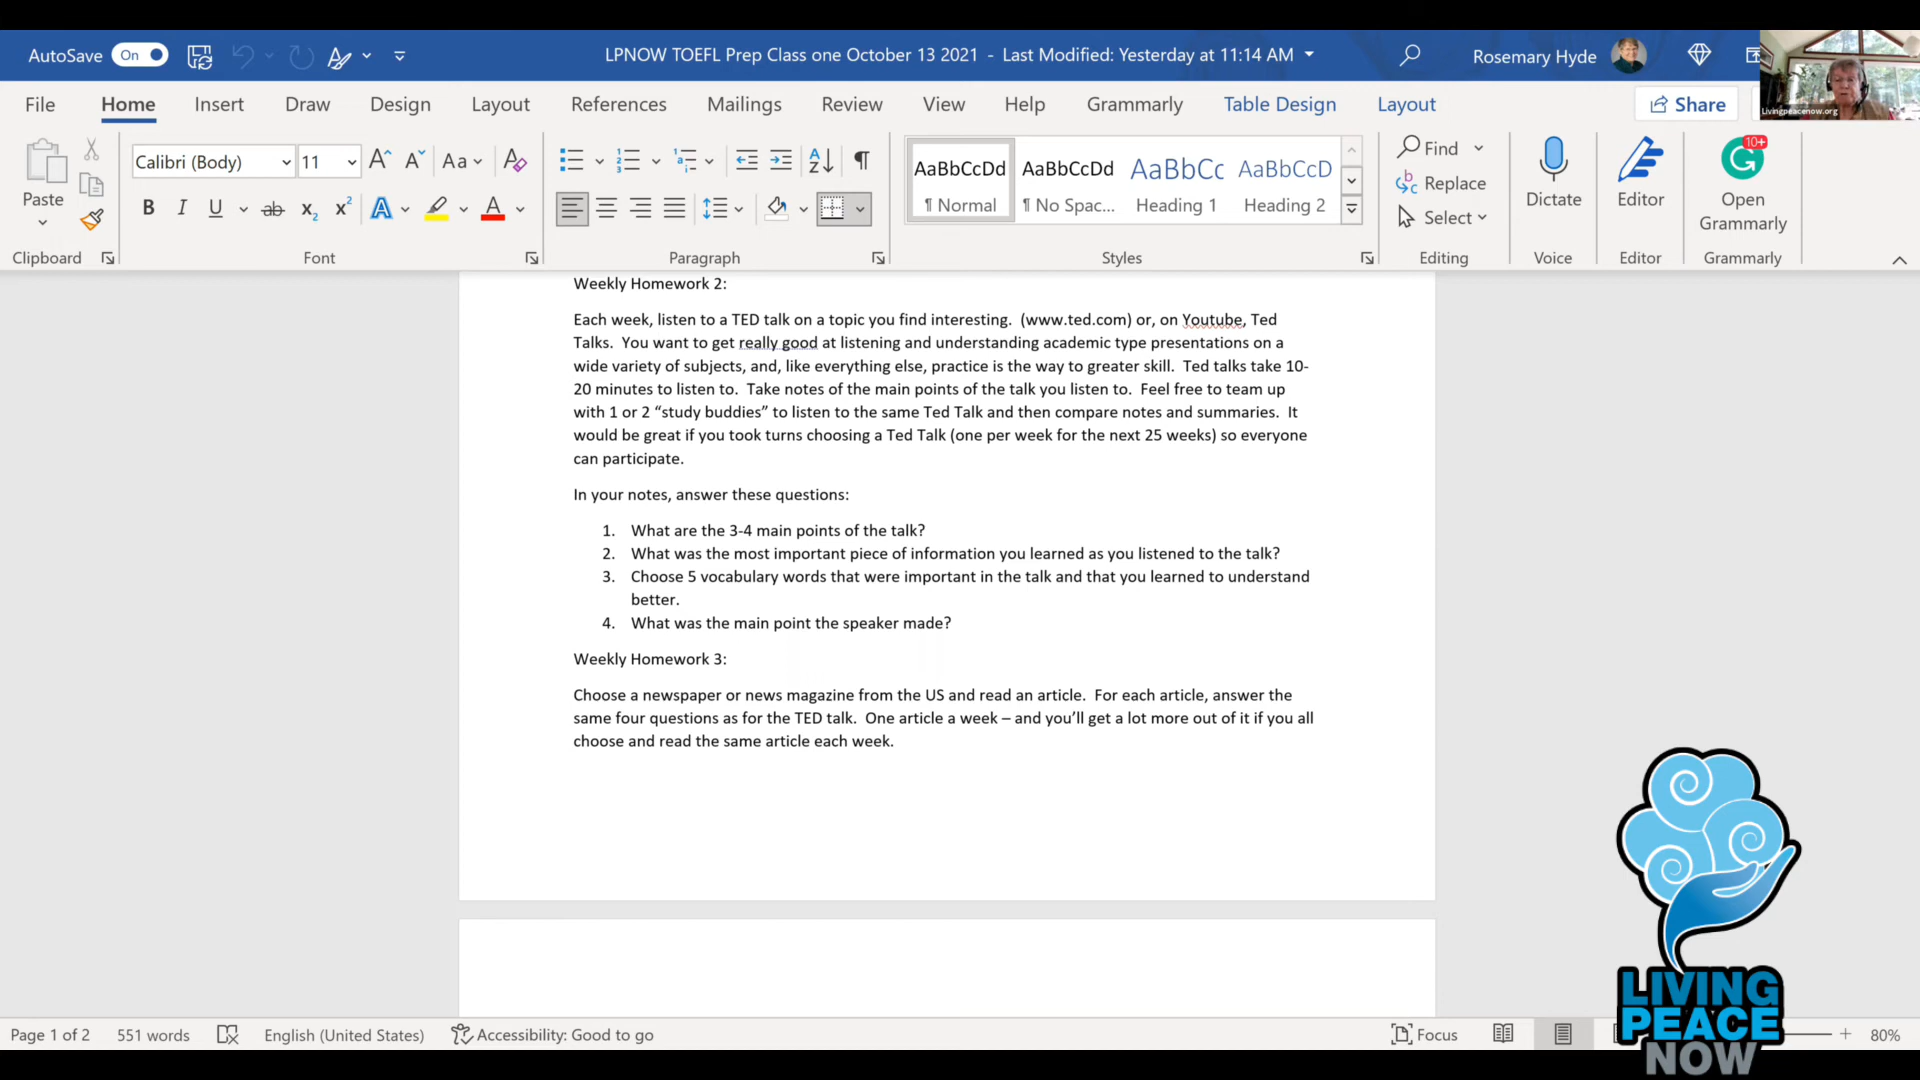 AutoSave On LPNOW TOEFL Prep Class one October 13 2021 - Last Modified: Yesterday at 11:14 AM Rosemary Hyde
Livingpeacenow.org
File Home Insert Draw Design Layout References Mailings Review View Help Grammarly Table Design Layout Share
Paste
Clipboard
Calibri (Body) 11 Aa
B I U ab x2 x2 A A
Font
Paragraph
AaBbCcDd AaBbCcDd AaBbCc AaBbCcD
¶ Normal ¶ No Spac... Heading 1 Heading 2
Styles
Find
Replace
Select
Editing
Dictate
Voice
Editor
Editor
10+
Open
Grammarly
Grammarly
Weekly Homework 2:
Each week, listen to a TED talk on a topic you find interesting.  (www.ted.com) or, on Youtube, Ted
Talks.  You want to get really good at listening and understanding academic type presentations on a
wide variety of subjects, and, like everything else, practice is the way to greater skill.  Ted talks take 10-
20 minutes to listen to.  Take notes of the main points of the talk you listen to.  Feel free to team up
with 1 or 2 “study buddies” to listen to the same Ted Talk and then compare notes and summaries.  It
would be great if you took turns choosing a Ted Talk (one per week for the next 25 weeks) so everyone
can participate.
In your notes, answer these questions:
1. What are the 3-4 main points of the talk?
2. What was the most important piece of information you learned as you listened to the talk?
3. Choose 5 vocabulary words that were important in the talk and that you learned to understand
better.
4. What was the main point the speaker made?
Weekly Homework 3:
Choose a newspaper or news magazine from the US and read an article.  For each article, answer the
same four questions as for the TED talk.  One article a week – and you’ll get a lot more out of it if you all
choose and read the same article each week.
LIVING
PEACE
NOW
Page 1 of 2 551 words English (United States) Accessibility: Good to go Focus 80%